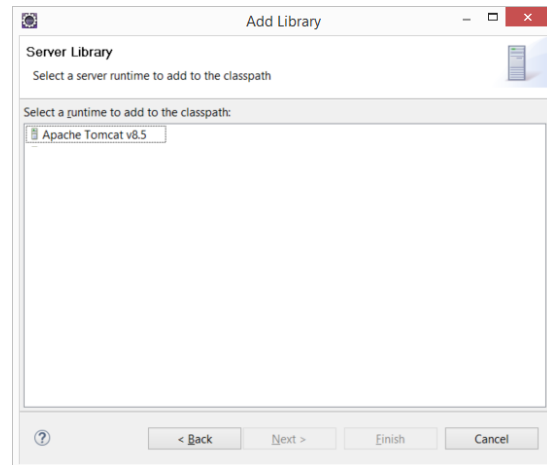 Add Library
Server Library
Select a server runtime to add to the classpath
Select a runtime to add to the classpath:
Apache Tomcat v8.5
?
< Back
Next >
Finish
Cancel